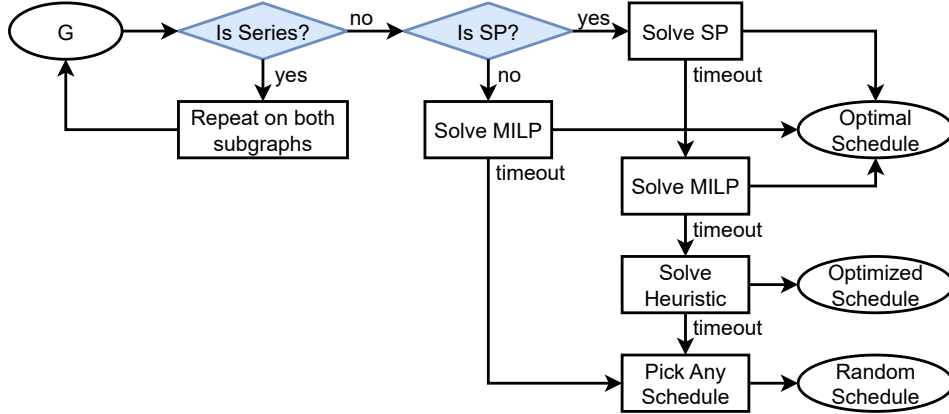 G
Is Series?
no
Is SP?
yes
Solve SP
yes
no
timeout
Repeat on both
subgraphs
Solve MILP
Optimal
Schedule
timeout
Solve MILP
timeout
Solve
Heuristic
Optimized
Schedule
timeout
Pick Any
Schedule
Random
Schedule